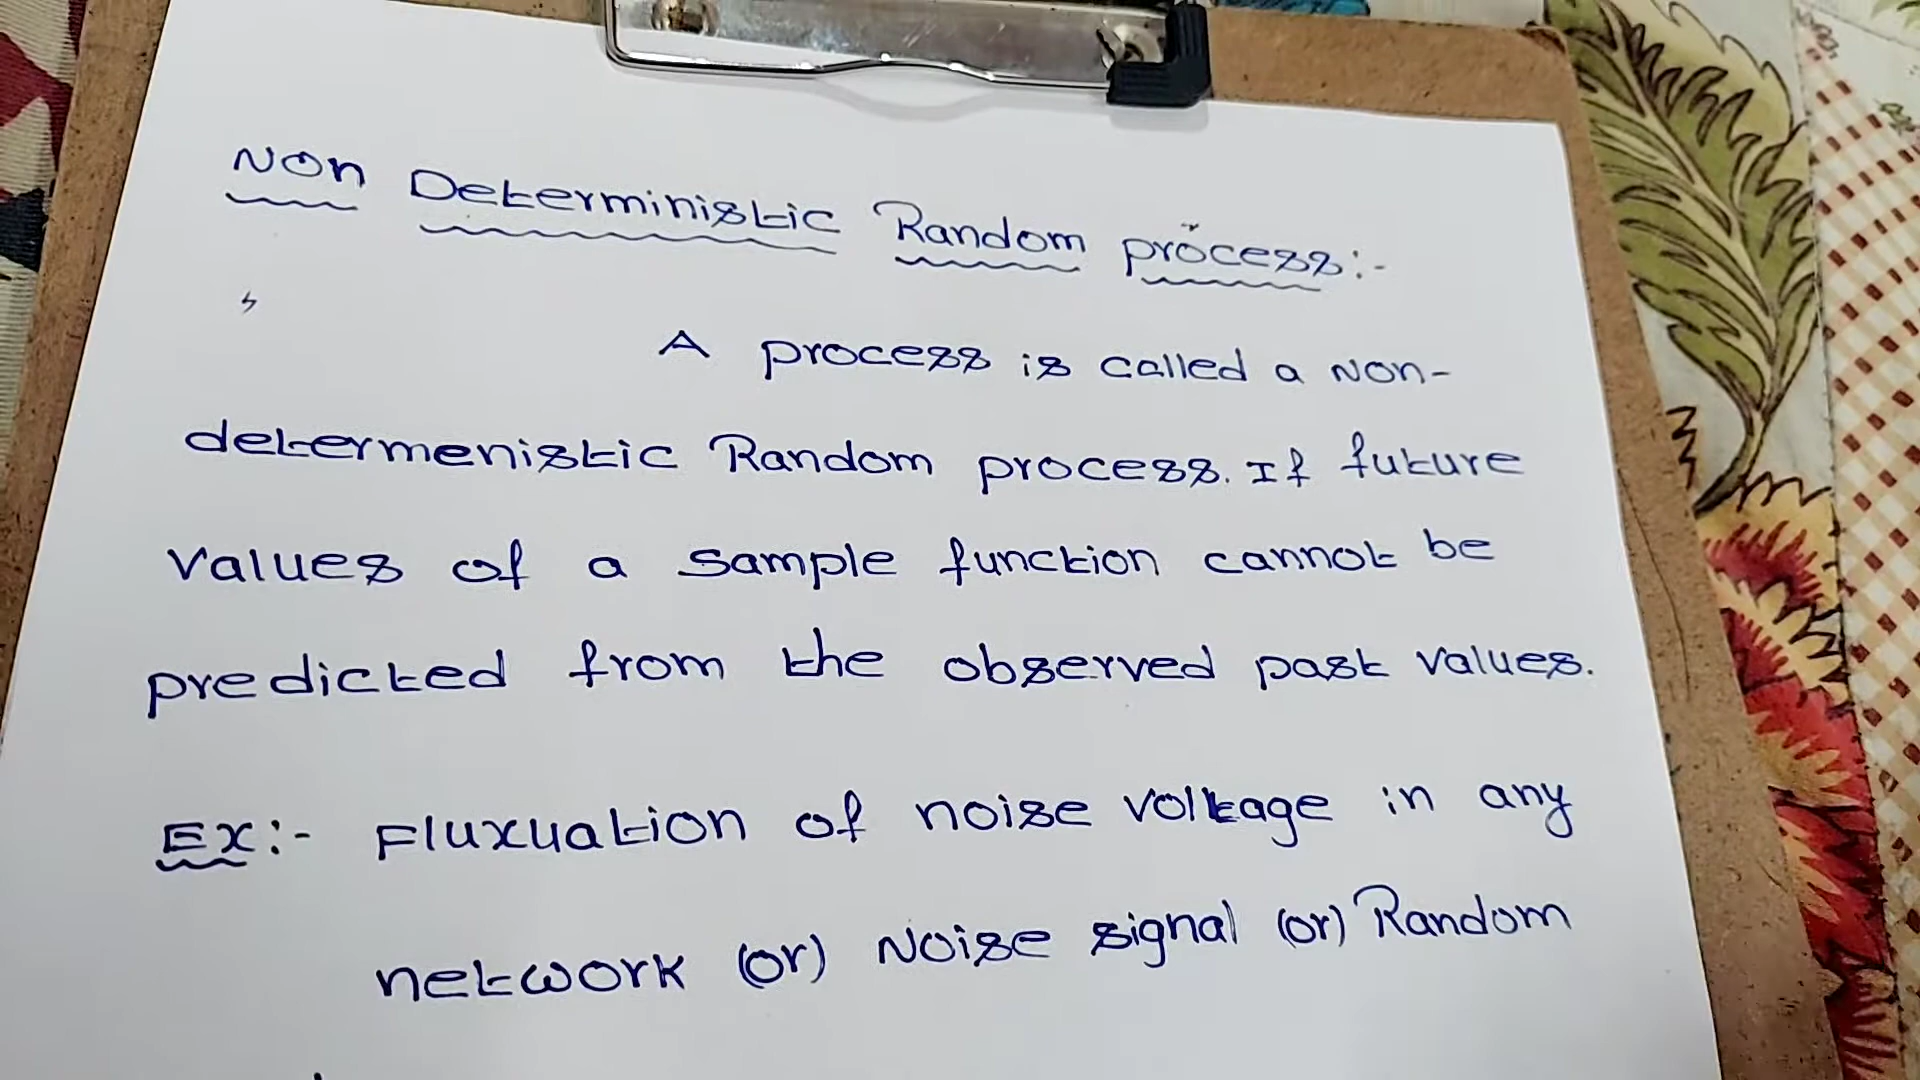 Non Deterministic Random process:-
A process is called a Non-
determenistic Random process. If future
values of a sample function cannot be
predicted from the observed past values.
Ex:- Fluxuation of noise voltage in any
network (or) Noise signal (or) Random